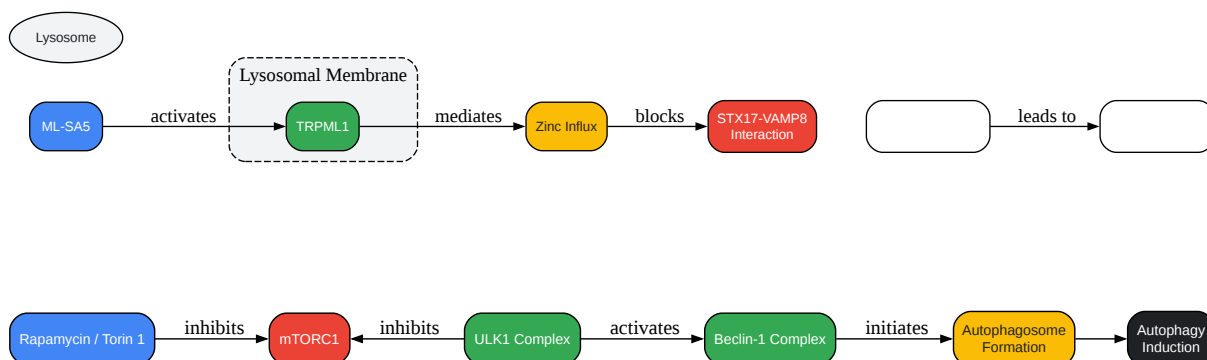 Lysosome
Lysosomal Membrane
ML-SA5
activates
TRPML1
mediates
Zinc Influx
blocks
STX17-VAMP8
Interaction
leads to
Rapamycin / Torin 1
inhibits
mTORC1
inhibits
ULK1 Complex
activates
Beclin-1 Complex
initiates
Autophagosome
Formation
Autophagy
Induction